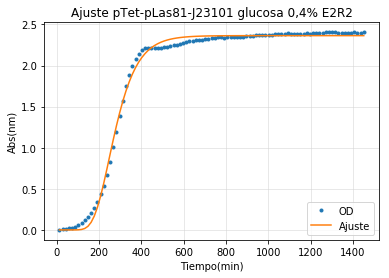 Ajuste pTet-pLas81-J23101 glucosa 0,4% E2R2
Abs(nm)
2.5
2.0
1.5
1.0
0.5
0.0
0 200 400 600 800 1000 1200 1400
Tiempo(min)
OD
Ajuste